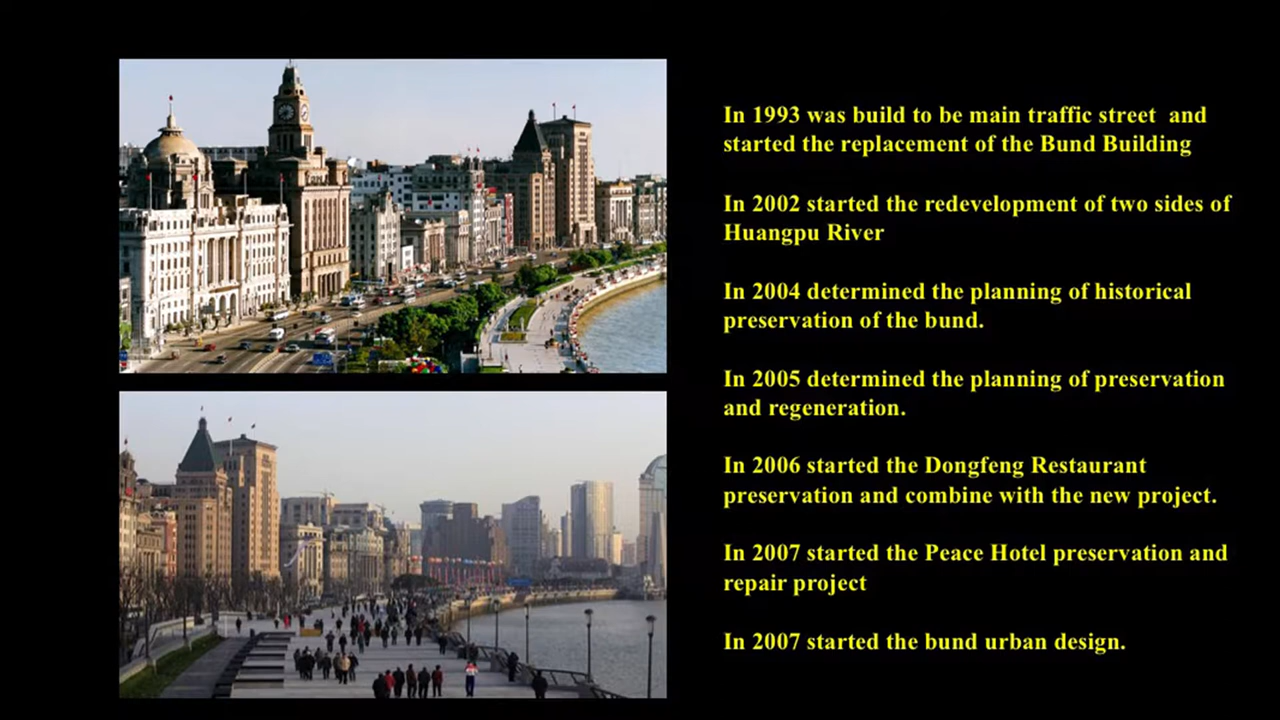 In 1993 was build to be main traffic street and
started the replacement of the Bund Building
In 2002 started the redevelopment of two sides of
Huangpu River
In 2004 determined the planning of historical
preservation of the bund.
In 2005 determined the planning of preservation
and regeneration.
In 2006 started the Dongfeng Restaurant
preservation and combine with the new project.
In 2007 started the Peace Hotel preservation and
repair project
In 2007 started the bund urban design.